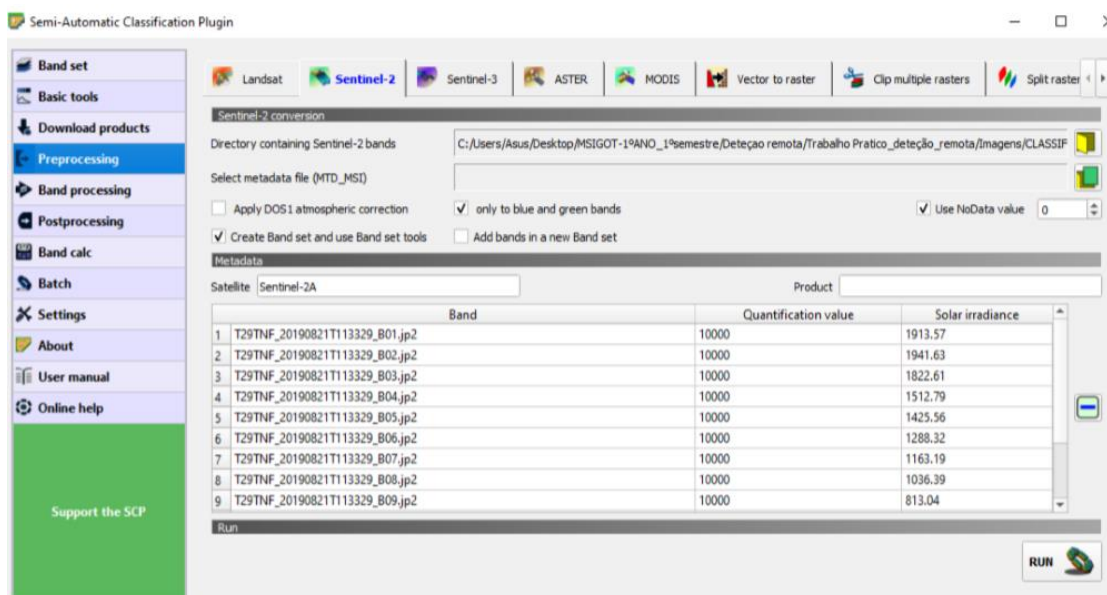 Semi-Automatic Classification Plugin
Band set
Basic tools
Download products
Preprocessing
Band processing
Postprocessing
Band calc
Batch
Settings
About
User manual
Online help
Support the SCP
Landsat Sentinel-2 Sentinel-3 ASTER MODIS Vector to raster Clip multiple rasters Split raster
Sentinel-2 conversion
Directory containing Sentinel-2 bands C:/Users/Asus/Desktop/MSIGOT-1ºANO_1ºsemestre/Deteçao remota/Trabalho Pratico_deteção_remota/Imagens/CLASSIF
Select metadata file (MTD_MSI)
Apply DOS1 atmospheric correction only to blue and green bands Use NoData value 0
Create Band set and use Band set tools Add bands in a new Band set
Metadata
Satellite Sentinel-2A Product
Band Quantification value Solar irradiance
1 T29TNF_20190821T113329_B01.jp2 10000 1913.57
2 T29TNF_20190821T113329_B02.jp2 10000 1941.63
3 T29TNF_20190821T113329_B03.jp2 10000 1822.61
4 T29TNF_20190821T113329_B04.jp2 10000 1512.79
5 T29TNF_20190821T113329_B05.jp2 10000 1425.56
6 T29TNF_20190821T113329_B06.jp2 10000 1288.32
7 T29TNF_20190821T113329_B07.jp2 10000 1163.19
8 T29TNF_20190821T113329_B08.jp2 10000 1036.39
9 T29TNF_20190821T113329_B09.jp2 10000 813.04
Run
RUN